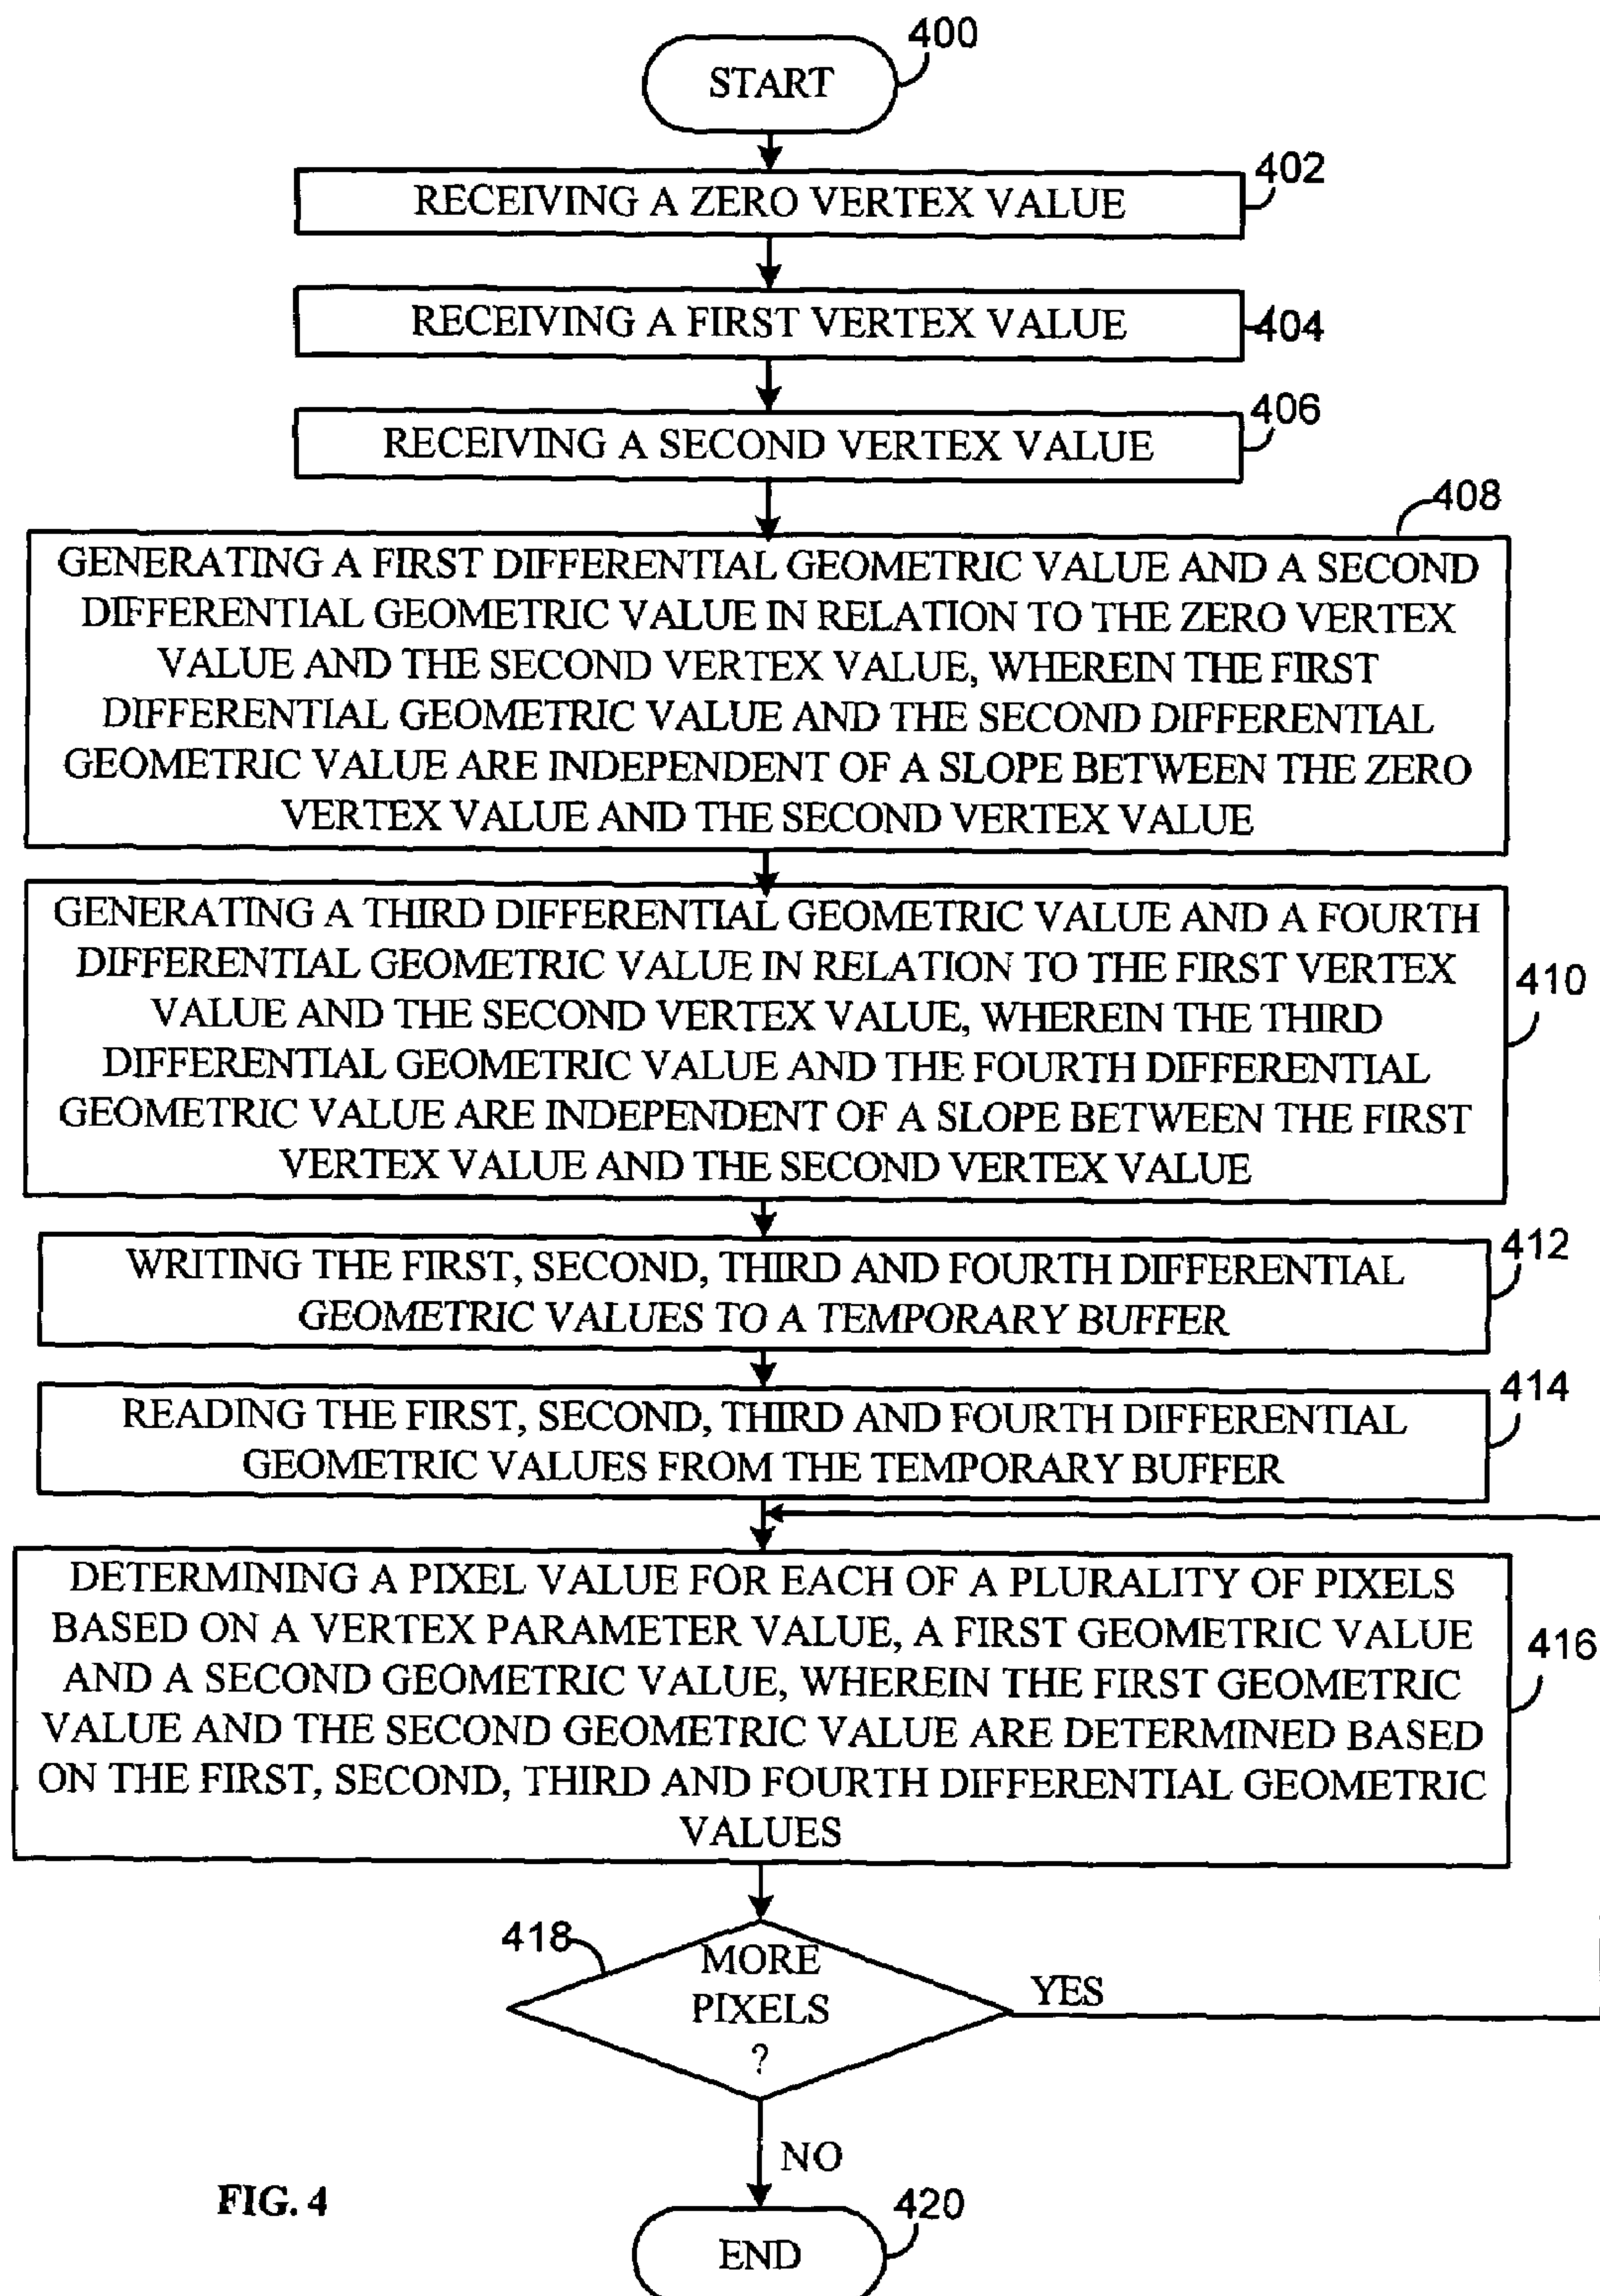 400
START
402
RECEIVING A ZERO VERTEX VALUE
RECEIVING A FIRST VERTEX VALUE
404
406
RECEIVING A SECOND VERTEX VALUE
408
GENERATING A FIRST DIFFERENTIAL GEOMETRIC VALUE AND A SECOND
DIFFERENTIAL GEOMETRIC VALUE IN RELATION TO THE ZERO VERTEX
VALUE AND THE SECOND VERTEX VALUE, WHEREIN THE FIRST
DIFFERENTIAL GEOMETRIC VALUE AND THE SECOND DIFFERENTIAL
GEOMETRIC VALUE ARE INDEPENDENT OF A SLOPE BETWEEN THE ZERO
VERTEX VALUE AND THE SECOND VERTEX VALUE
GENERATING A THIRD DIFFERENTIAL GEOMETRIC VALUE AND A FOURTH
DIFFERENTIAL GEOMETRIC VALUE IN RELATION TO THE FIRST VERTEX
410
VALUE AND THE SECOND VERTEX VALUE, WHEREIN THE THIRD
DIFFERENTIAL GEOMETRIC VALUE AND THE FOURTH DIFFERENTIAL
GEOMETRIC VALUE ARE INDEPENDENT OF A SLOPE BETWEEN THE FIRST
VERTEX VALUE AND THE SECOND VERTEX VALUE
412
WRITING THE FIRST, SECOND, THIRD AND FOURTH DIFFERENTIAL
GEOMETRIC VALUES TO A TEMPORARY BUFFER
414
READING THE FIRST, SECOND, THIRD AND FOURTH DIFFERENTIAL
GEOMETRIC VALUES FROM THE TEMPORARY BUFFER
DETERMINING A PIXEL VALUE FOR EACH OF A PLURALITY OF PIXELS
BASED ON A VERTEX PARAMETER VALUE, A FIRST GEOMETRIC VALUE
416
AND A SECOND GEOMETRIC VALUE, WHEREIN THE FIRST GEOMETRIC
VALUE AND THE SECOND GEOMETRIC VALUE ARE DETERMINED BASED
ON THE FIRST, SECOND, THIRD AND FOURTH DIFFERENTIAL GEOMETRIC
VALUES
418
MORE
PIXELS
?
YES
NO
FIG. 4
420
END